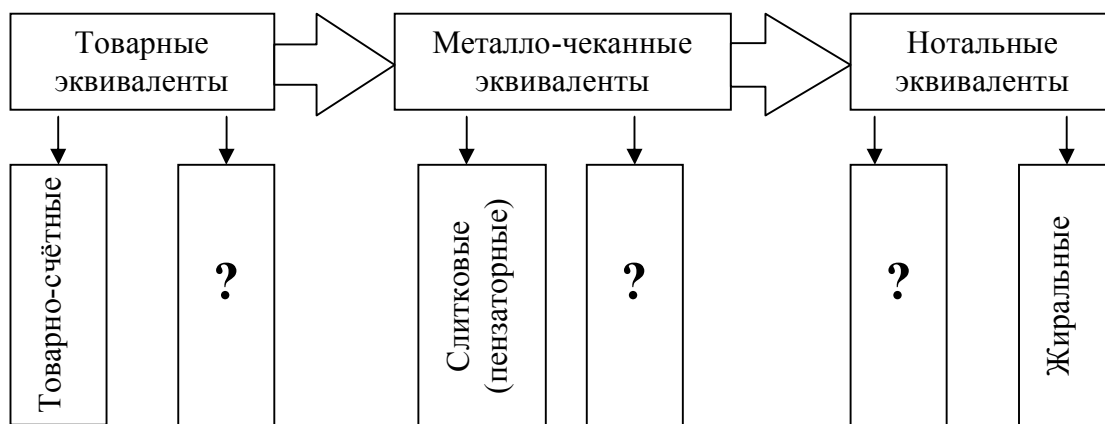 Товарные
эквиваленты
Металло-чеканные
эквиваленты
Нотальные
эквиваленты
Товарно-счётные
?
Слитковые
(пензаторные)
?
?
Жиральные